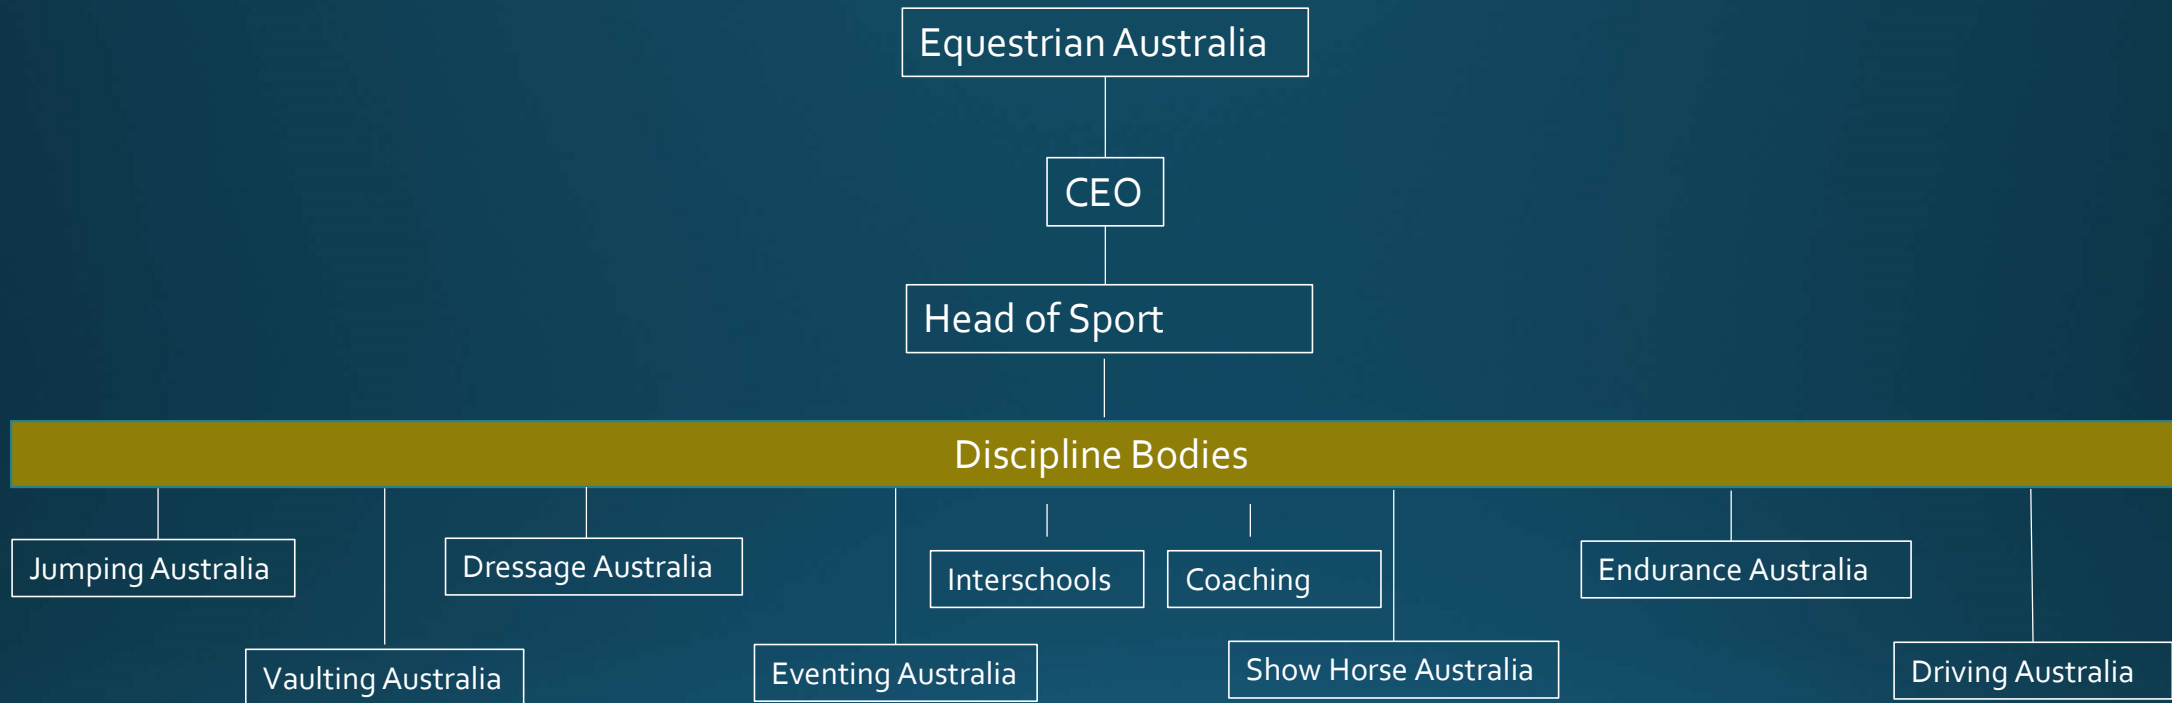 Equestrian Australia
CEO
Head of Sport
Discipline Bodies
Jumping Australia
Dressage Australia
Interschools
Coaching
Endurance Australia
Vaulting Australia
Eventing Australia
Show Horse Australia
Driving Australia